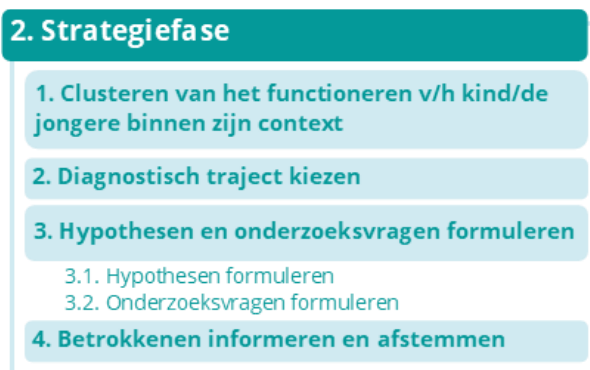 2. Strategiefase
1. Clusteren van het functioneren v/h kind/de
jongere binnen zijn context
2. Diagnostisch traject kiezen
3. Hypothesen en onderzoeksvragen formuleren
3.1. Hypothesen formuleren
3.2. Onderzoeksvragen formuleren
4. Betrokkenen informeren en afstemmen